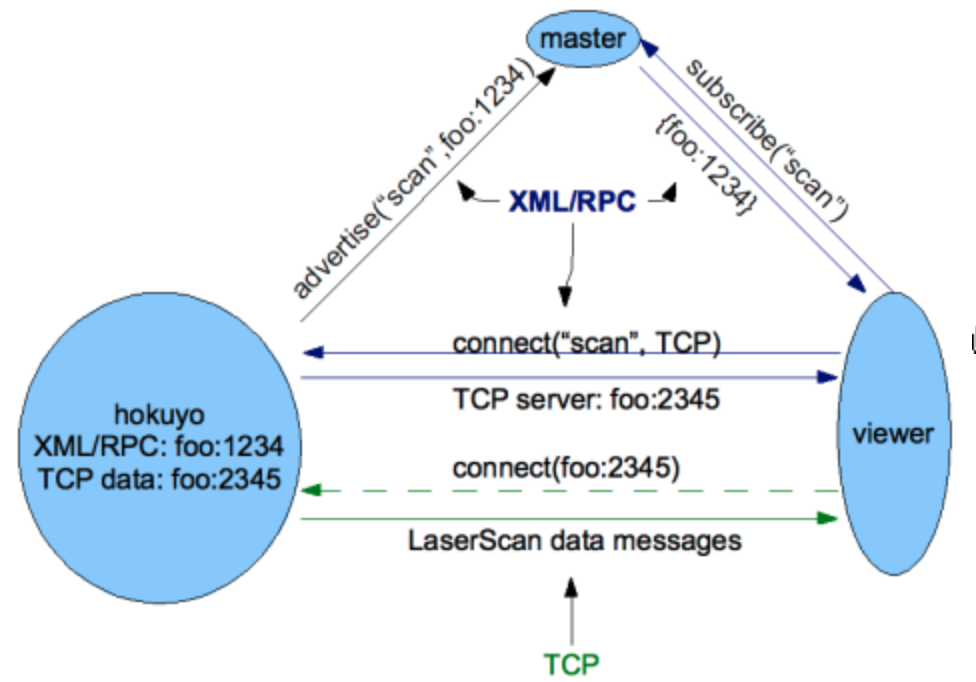 master
advertise(“scan”,foo:1234)
subscribe(“scan”)
{foo:1234}
XML/RPC
connect(“scan”, TCP)
TCP server: foo:2345
hokuyo
XML/RPC: foo:1234
TCP data: foo:2345
viewer
connect(foo:2345)
LaserScan data messages
TCP